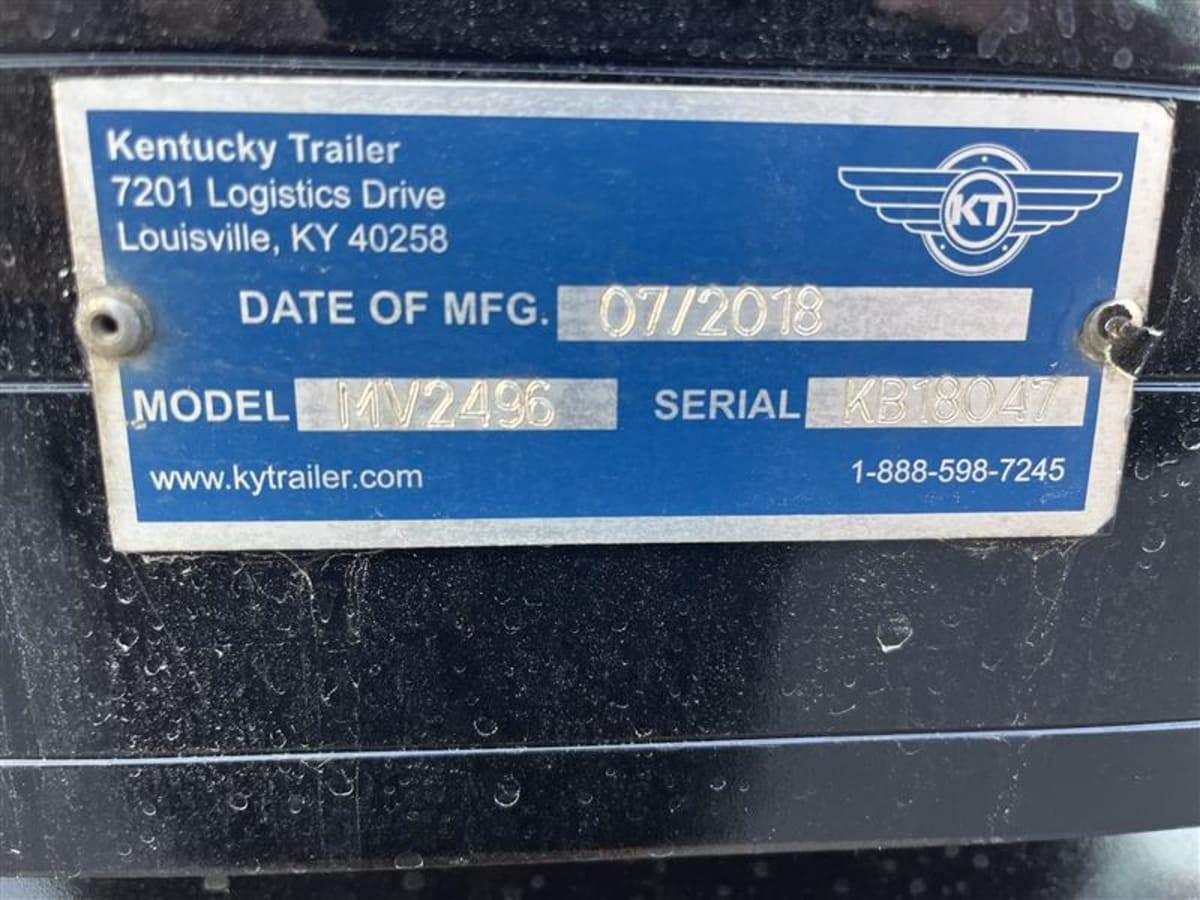 Kentucky Trailer
7201 Logistics Drive
Louisville, KY 40258
KT
DATE OF MFG. 07/2018
MODEL MV2496 SERIAL KB18047
www.kytrailer.com 1-888-598-7245